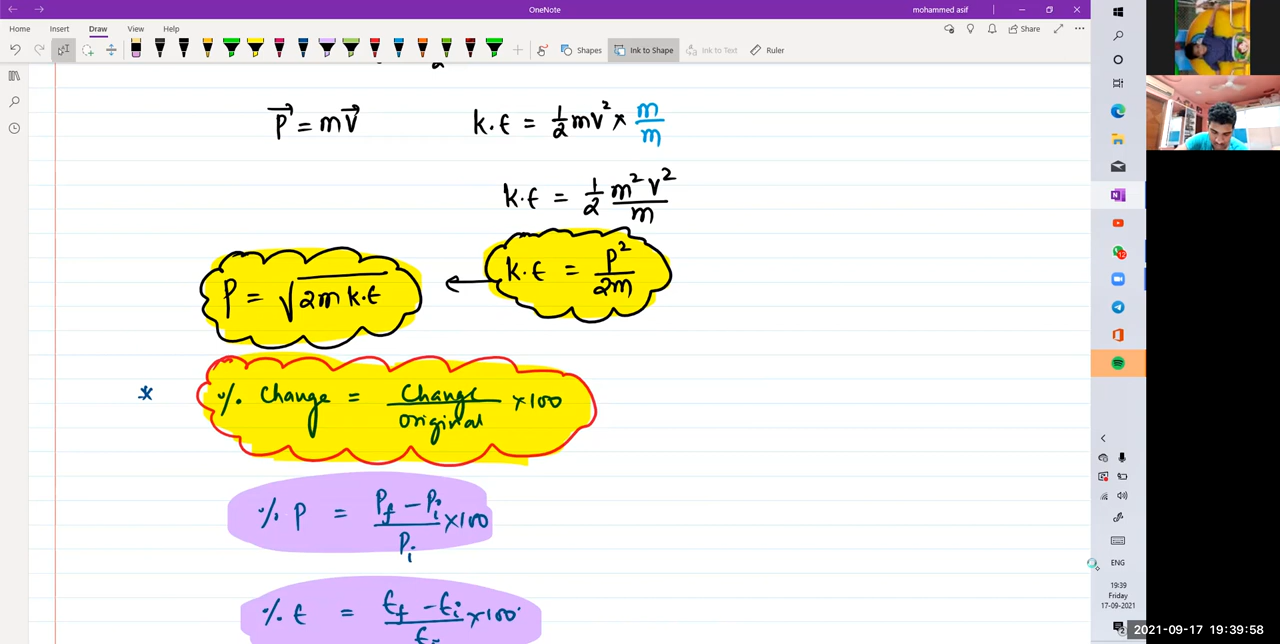 OneNote
mohammed asif
Home Insert Draw View Help
Share
Shapes Ink to Shape Ink to Text Ruler
2
P = mV K.E = 1/2 mv² × m/m
K.E = 1/2 m²v²/m
P = √2m K.E ← K.E = P²/2m
* % Change = Change/original ×100
% P = Pf − Pi/Pi ×100
% E = Ef − Ei/Ei ×100
12
ENG
19:39
Friday
17-09-2021
2021-09-17 19:39:58